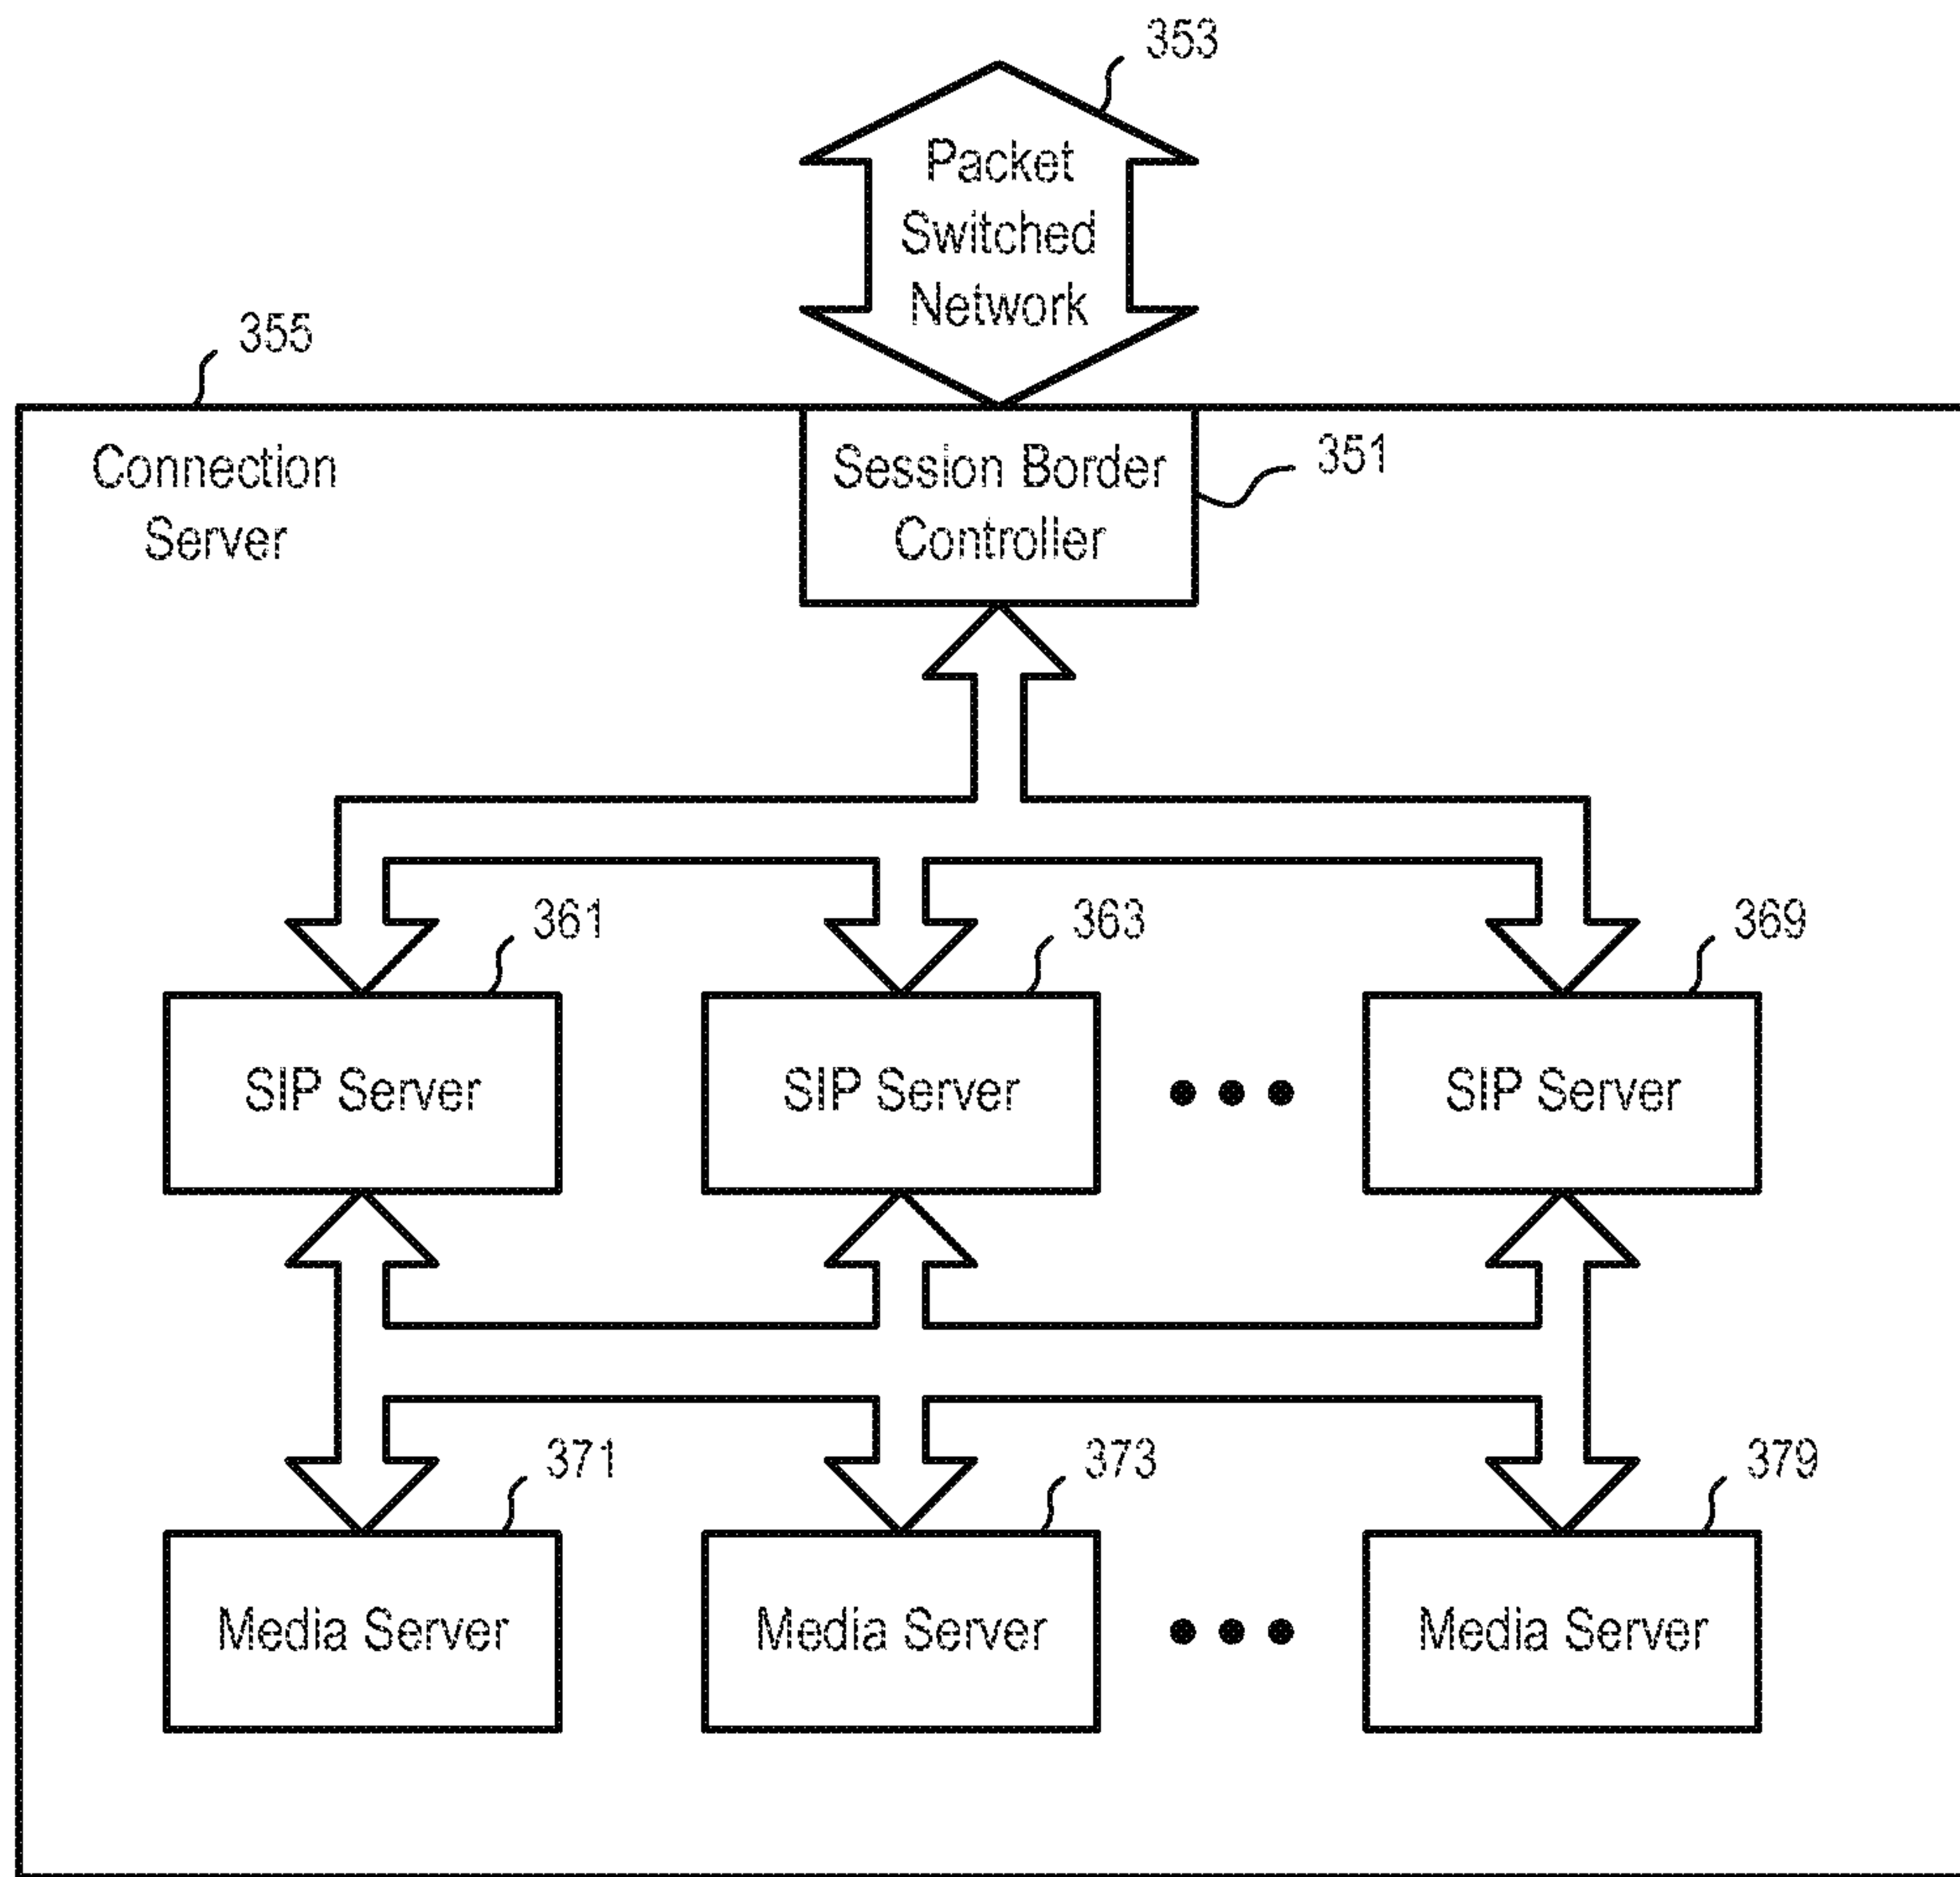 353
Packet
Switched
Network
355
Connection
Server
Session Border
Controller
351
361
363
369
SIP Server
SIP Server
SIP Server
371
373
379
Media Server
Media Server
Media Server